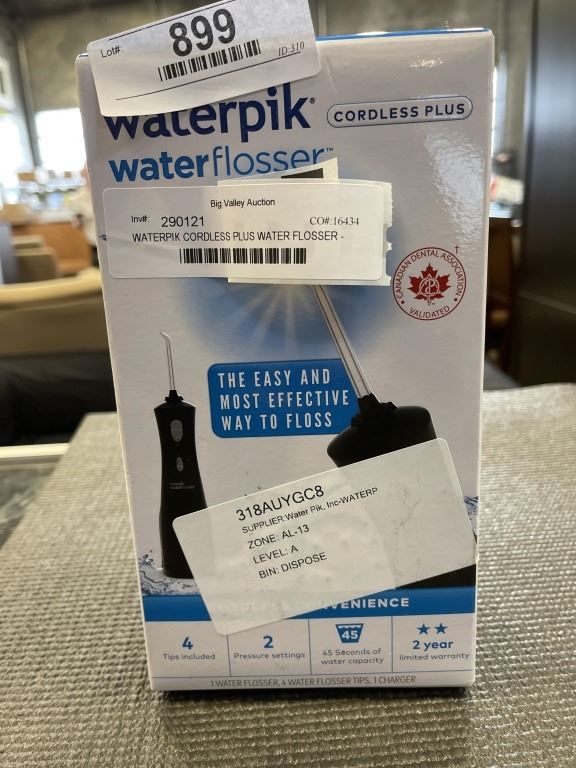 Lot#:
899
ID:310
waterpik®
CORDLESS PLUS
waterflosser™
Big Valley Auction
Inv#: 290121 CO#:16434
WATERPIK CORDLESS PLUS WATER FLOSSER -
CANADIAN DENTAL ASSOCIATION
VALIDATED
†
THE EASY AND
MOST EFFECTIVE
WAY TO FLOSS
318AUYGC8
SUPPLIER Water Pik, Inc-WATERP
ZONE: AL-13
LEVEL: A
BIN: DISPOSE
4
Tips included
2
Pressure settings
45
45 Seconds of
water capacity
★★
2 year
limited warranty
1 WATER FLOSSER, 4 WATER FLOSSER TIPS, 1 CHARGER